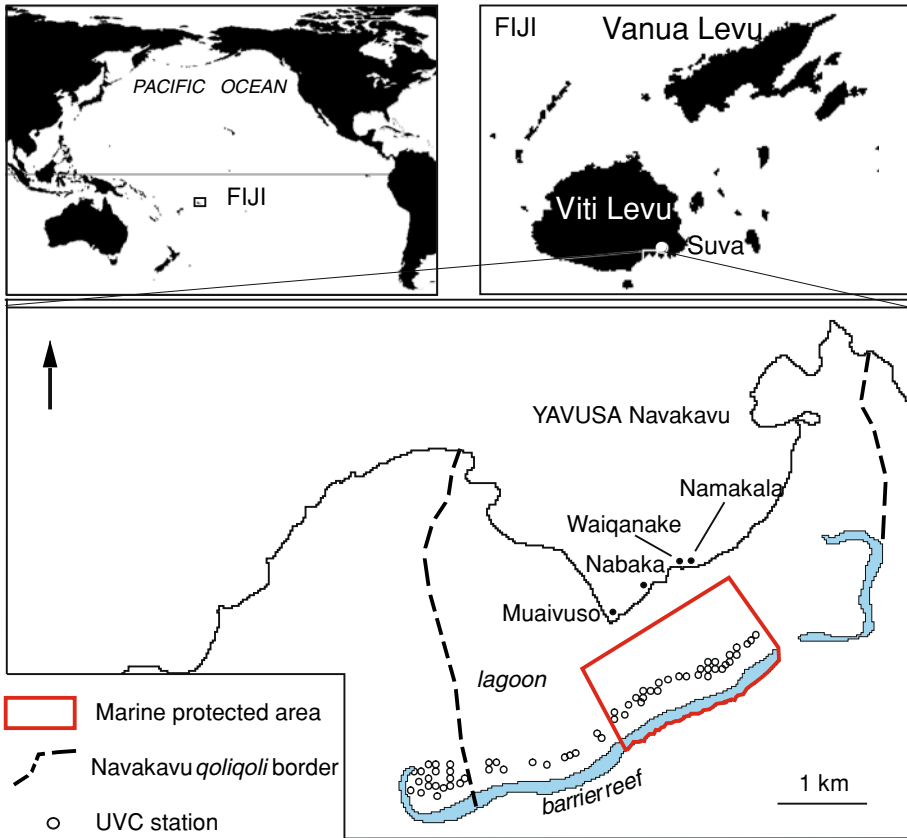 PACIFIC OCEAN
FIJI
FIJI
Vanua Levu
Viti Levu
Suva
YAVUSA Navakavu
Namakala
Waiqanake
Nabaka
Muaivuso
lagoon
barrier reef
Marine protected area
Navakavu qoliqoli border
UVC station
1 km